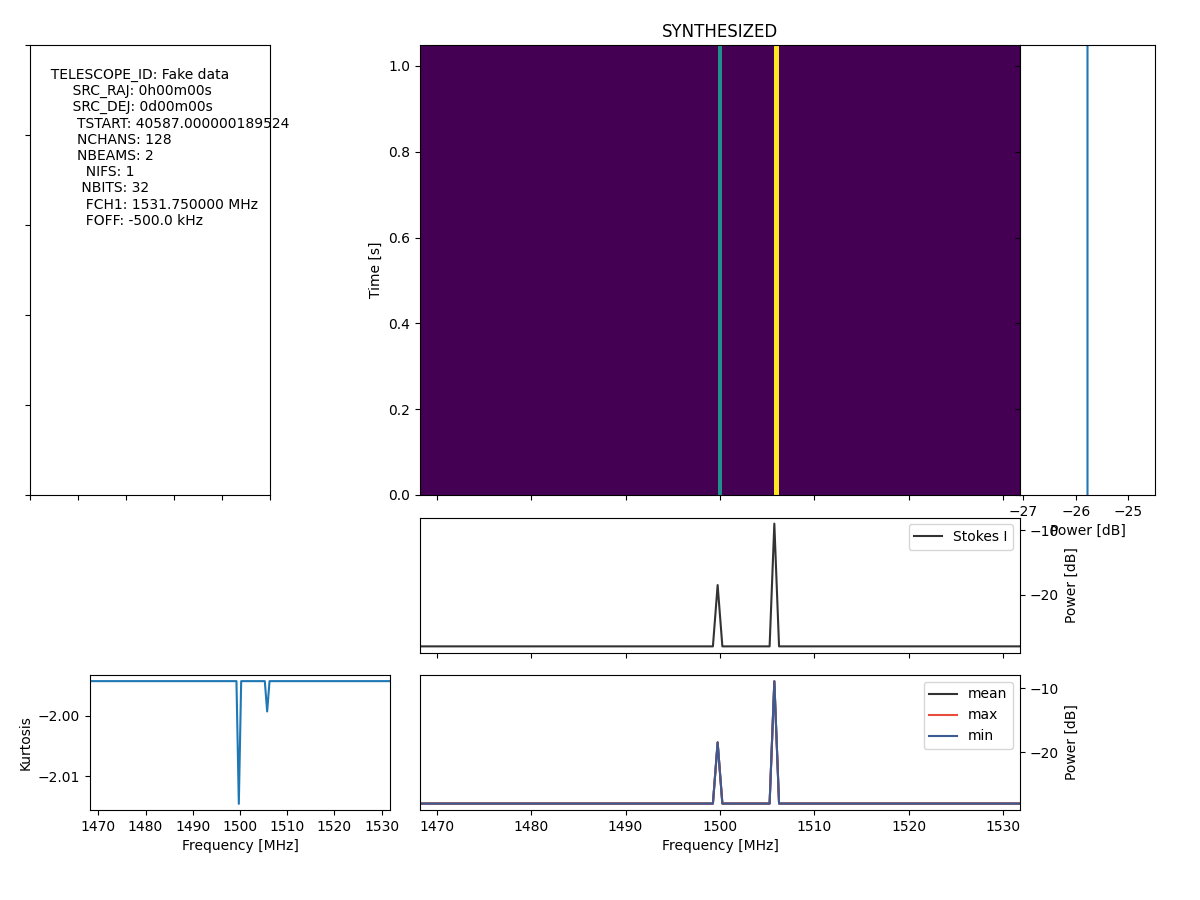 SYNTHESIZED
TELESCOPE_ID: Fake data
SRC_RAJ: 0h00m00s
SRC_DEJ: 0d00m00s
TSTART: 40587.000000189524
NCHANS: 128
NBEAMS: 2
NIFS: 1
NBITS: 32
FCH1: 1531.750000 MHz
FOFF: -500.0 kHz
1.0
0.8
0.6
0.4
0.2
0.0
Time [s]
−27 −26 −25
Power [dB]
Stokes I
−10
−20
Power [dB]
−2.00
−2.01
Kurtosis
1470 1480 1490 1500 1510 1520 1530
Frequency [MHz]
mean
max
min
−10
−20
Power [dB]
1470 1480 1490 1500 1510 1520 1530
Frequency [MHz]